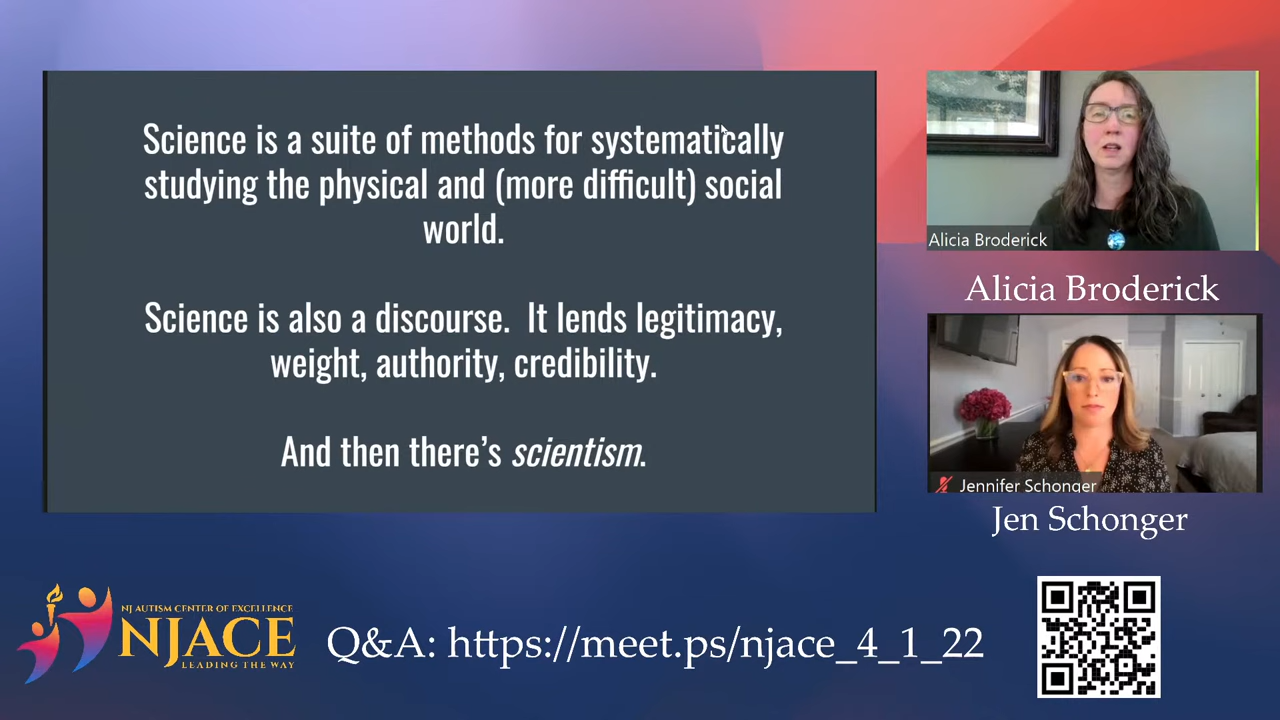 Science is a suite of methods for systematically
studying the physical and (more difficult) social
world.
Science is also a discourse. It lends legitimacy,
weight, authority, credibility.
And then there's scientism.
Alicia Broderick
Alicia Broderick
Jennifer Schonger
Jen Schonger
NJ AUTISM CENTER OF EXCELLENCE
NJACE
LEADING THE WAY
Q&A: https://meet.ps/njace_4_1_22